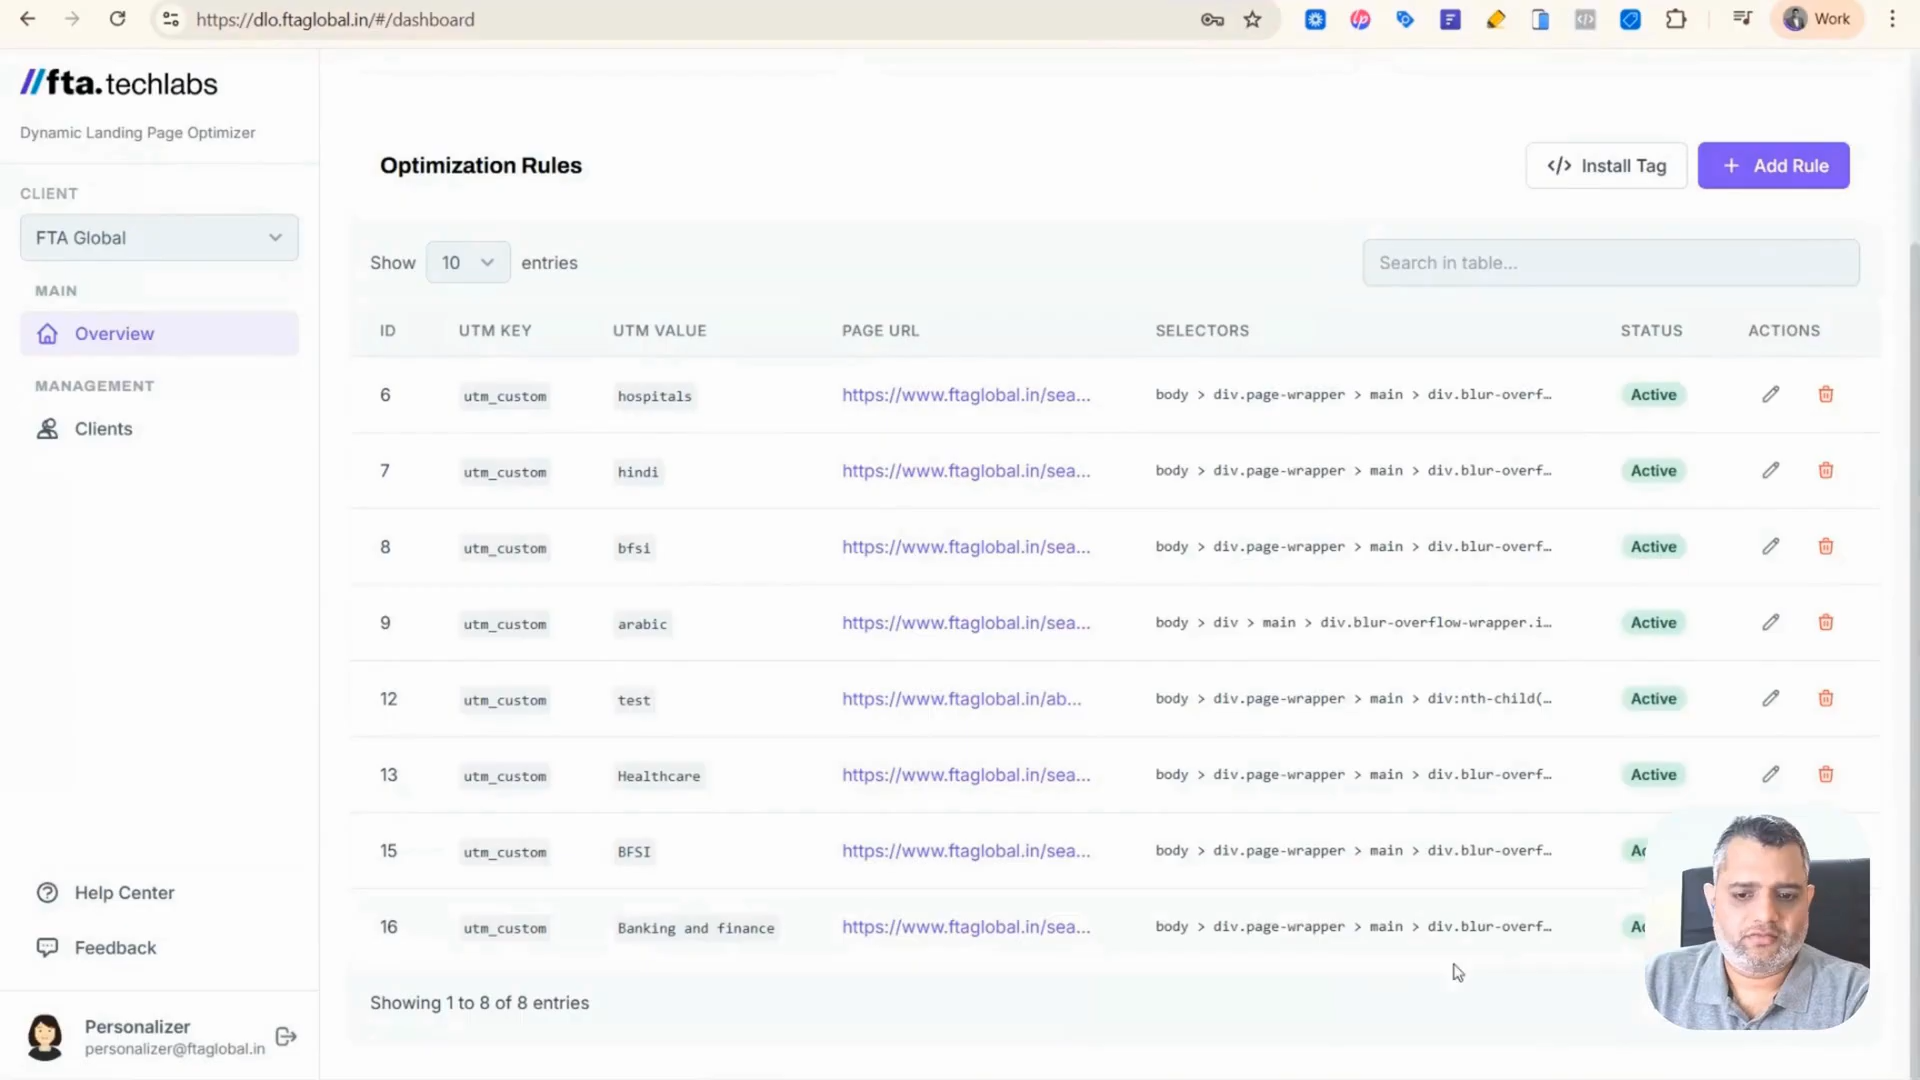 https://dlo.ftaglobal.in/#/dashboard
Work
//fta.techlabs
Dynamic Landing Page Optimizer
CLIENT
FTA Global
MAIN
Overview
MANAGEMENT
Clients
Help Center
Feedback
Personalizer
personalizer@ftaglobal.in
Optimization Rules
</> Install Tag
+ Add Rule
Show 10 entries
Search in table...
ID UTM KEY UTM VALUE PAGE URL SELECTORS STATUS ACTIONS
6 utm_custom hospitals https://www.ftaglobal.in/sea... body > div.page-wrapper > main > div.blur-overf… Active
7 utm_custom hindi https://www.ftaglobal.in/sea... body > div.page-wrapper > main > div.blur-overf… Active
8 utm_custom bfsi https://www.ftaglobal.in/sea... body > div.page-wrapper > main > div.blur-overf… Active
9 utm_custom arabic https://www.ftaglobal.in/sea... body > div > main > div.blur-overflow-wrapper.i… Active
12 utm_custom test https://www.ftaglobal.in/ab... body > div.page-wrapper > main > div:nth-child(… Active
13 utm_custom Healthcare https://www.ftaglobal.in/sea... body > div.page-wrapper > main > div.blur-overf… Active
15 utm_custom BFSI https://www.ftaglobal.in/sea... body > div.page-wrapper > main > div.blur-overf… Ac
16 utm_custom Banking and finance https://www.ftaglobal.in/sea... body > div.page-wrapper > main > div.blur-overf… Ac
Showing 1 to 8 of 8 entries